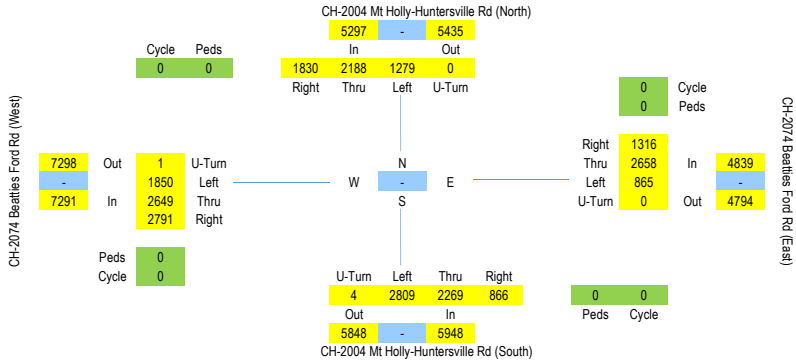 CH-2004 Mt Holly-Huntersville Rd (North)
5297 - 5435
Cycle Peds In Out
0 0 1830 2188 1279 0
Right Thru Left U-Turn
0 Cycle
0 Peds
CH-2074 Beatties Ford Rd (West)
CH-2074 Beatties Ford Rd (East)
Right 1316
7298 Out 1 U-Turn N Thru 2658 In 4839
- 1850 Left W - E Left 865 -
7291 In 2649 Thru S U-Turn 0 Out 4794
2791 Right
Peds 0
Cycle 0
U-Turn Left Thru Right
4 2809 2269 866 0 0
Out In Peds Cycle
5848 - 5948
CH-2004 Mt Holly-Huntersville Rd (South)